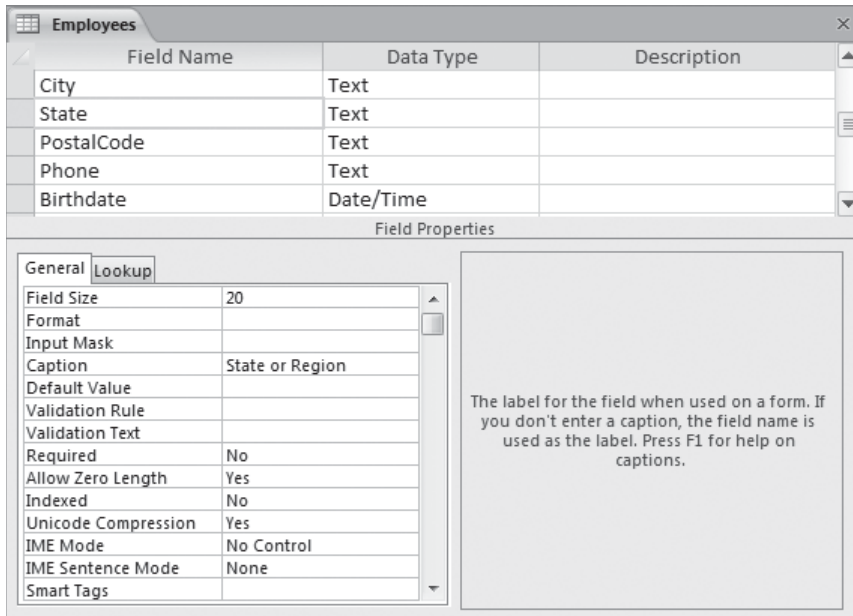 Employees
Field Name Data Type Description
City Text
State Text
PostalCode Text
Phone Text
Birthdate Date/Time
Field Properties
General Lookup
Field Size 20
Format
Input Mask
Caption State or Region
Default Value
Validation Rule
Validation Text
Required No
Allow Zero Length Yes
Indexed No
Unicode Compression Yes
IME Mode No Control
IME Sentence Mode None
Smart Tags
The label for the field when used on a form. If
you don't enter a caption, the field name is
used as the label. Press F1 for help on
captions.